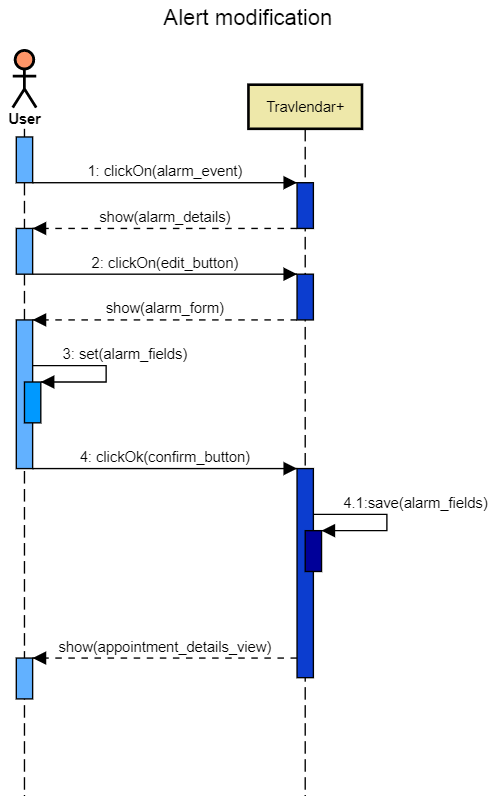 Alert modification
User
Travlendar+
1: clickOn(alarm_event)
show(alarm_details)
2: clickOn(edit_button)
show(alarm_form)
3: set(alarm_fields)
4: clickOk(confirm_button)
4.1:save(alarm_fields)
show(appointment_details_view)